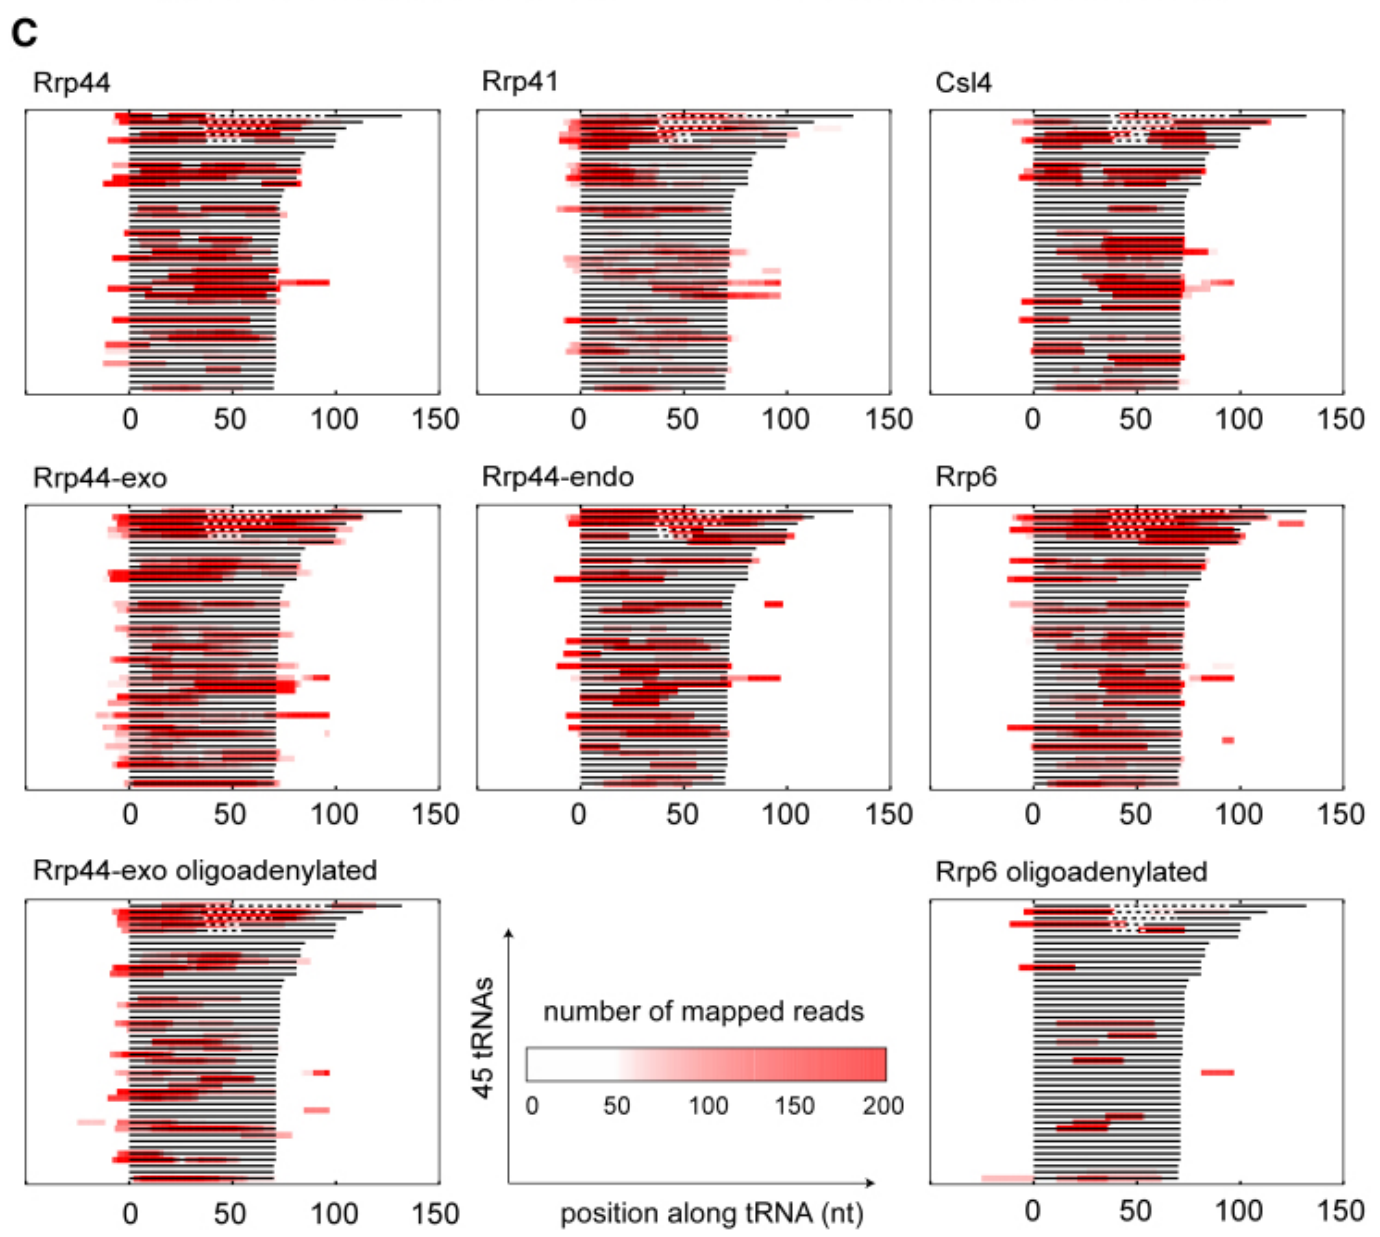 C
Rrp44
Rrp41
Csl4
0 50 100 150
0 50 100 150
0 50 100 150
Rrp44-exo
Rrp44-endo
Rrp6
0 50 100 150
0 50 100 150
0 50 100 150
Rrp44-exo oligoadenylated
Rrp6 oligoadenylated
45 tRNAs
number of mapped reads
0 50 100 150 200
position along tRNA (nt)
0 50 100 150
0 50 100 150